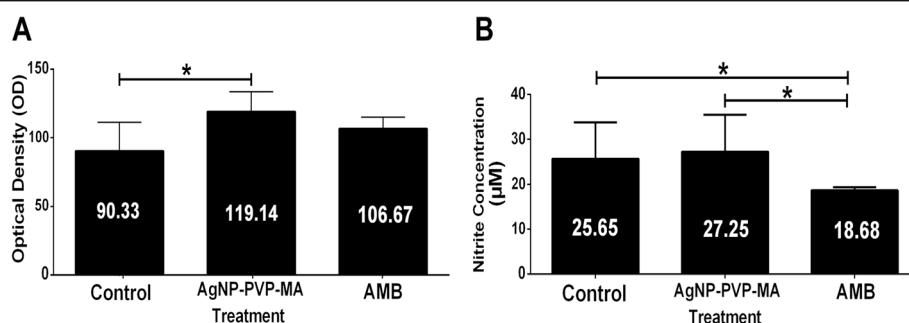 A
Optical Density (OD)
150
100
50
0
*
90.33
119.14
106.67
Control
AgNP-PVP-MA
AMB
Treatment
B
Nitrite Concentration
(µM)
40
30
20
10
0
*
*
25.65
27.25
18.68
Control
AgNP-PVP-MA
AMB
Treatment